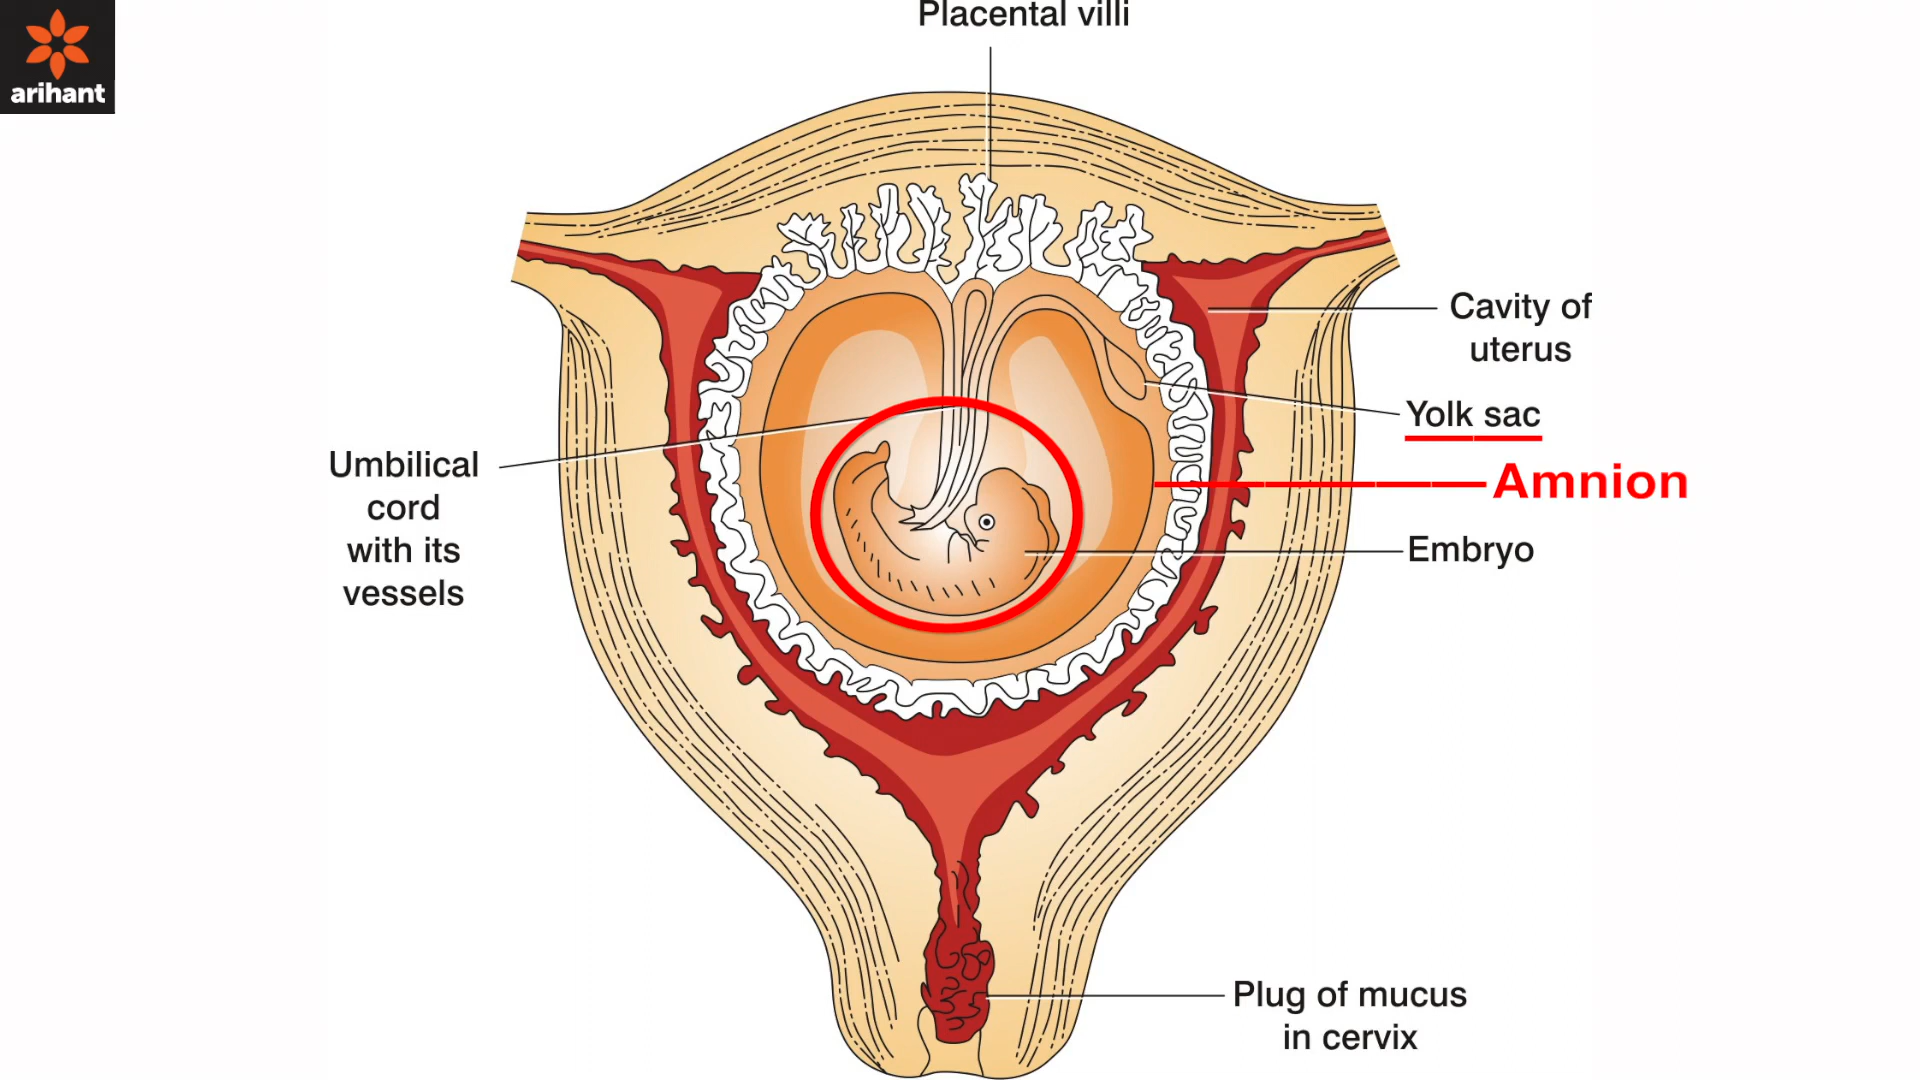 arihant
Placental villi
Cavity of
uterus
Yolk sac
Umbilical
cord
with its
vessels
Amnion
Embryo
Plug of mucus
in cervix